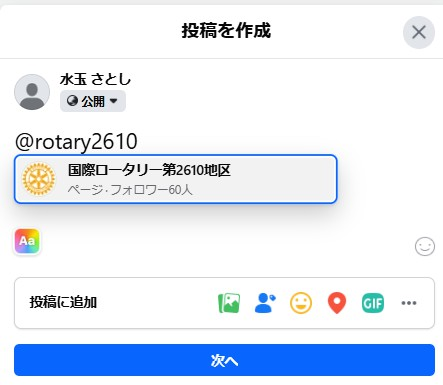 投稿を作成
水玉 さとし
公開
@rotary2610
国際ロータリー第2610地区
ページ · フォロワー60人
Aa
投稿に追加
GIF
次へ